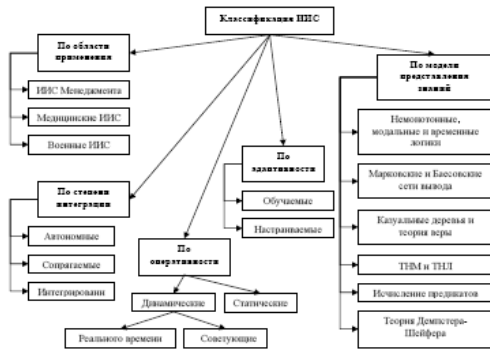 Классификация ИИС
По области
применения
ИИС Менеджмента
Медицинские ИИС
Военные ИИС
По степени
интеграции
Автономные
Сопрягаемые
Интегрировани
По
оперативности
Динамические
Статические
Реального времени
Советующие
По
адаптивности
Обучаемые
Настраиваемые
По модели
представления
знаний
Немонотонные,
модальные и временные
логики
Марковские и Баесовские
сети вывода
Казуальные деревья и
теория веры
ТНМ и ТНЛ
Исчисление предикатов
Теория Демпстера-
Шейфера